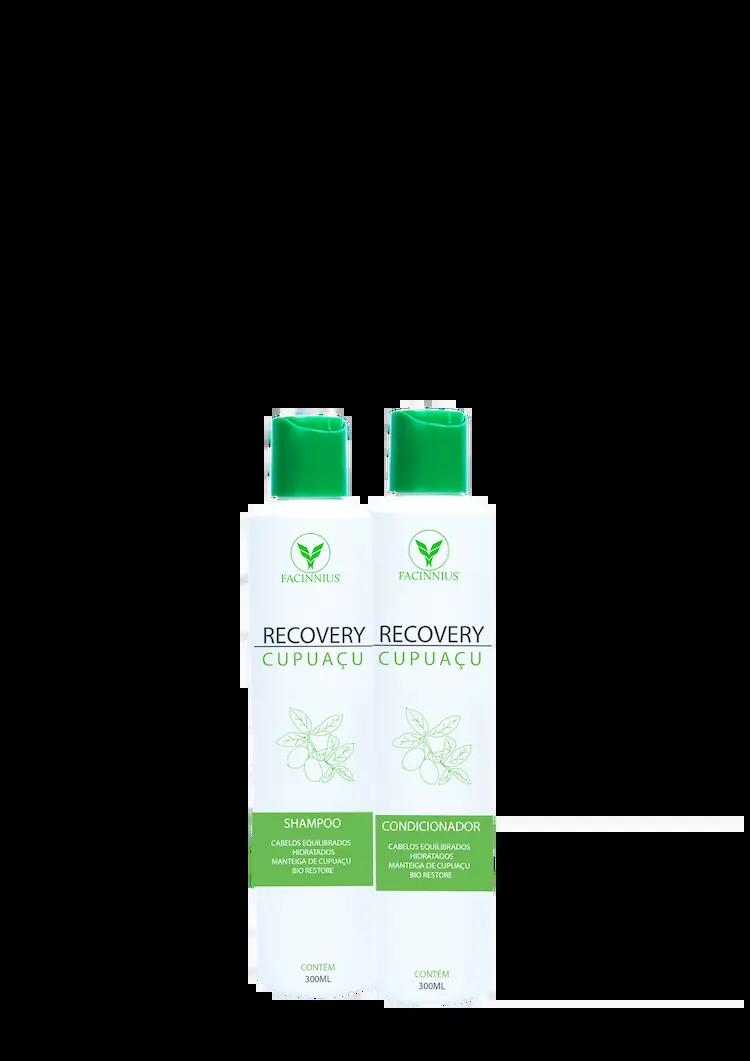 FACINNIUS
RECOVERY
CUPUAÇU
SHAMPOO
CABELOS EQUILIBRADOS
HIDRATADOS
MANTEIGA DE CUPUAÇU
BIO RESTORE
CONTÉM
300ML
FACINNIUS
RECOVERY
CUPUAÇU
CONDICIONADOR
CABELOS EQUILIBRADOS
HIDRATADOS
MANTEIGA DE CUPUAÇU
BIO RESTORE
CONTÉM
300ML